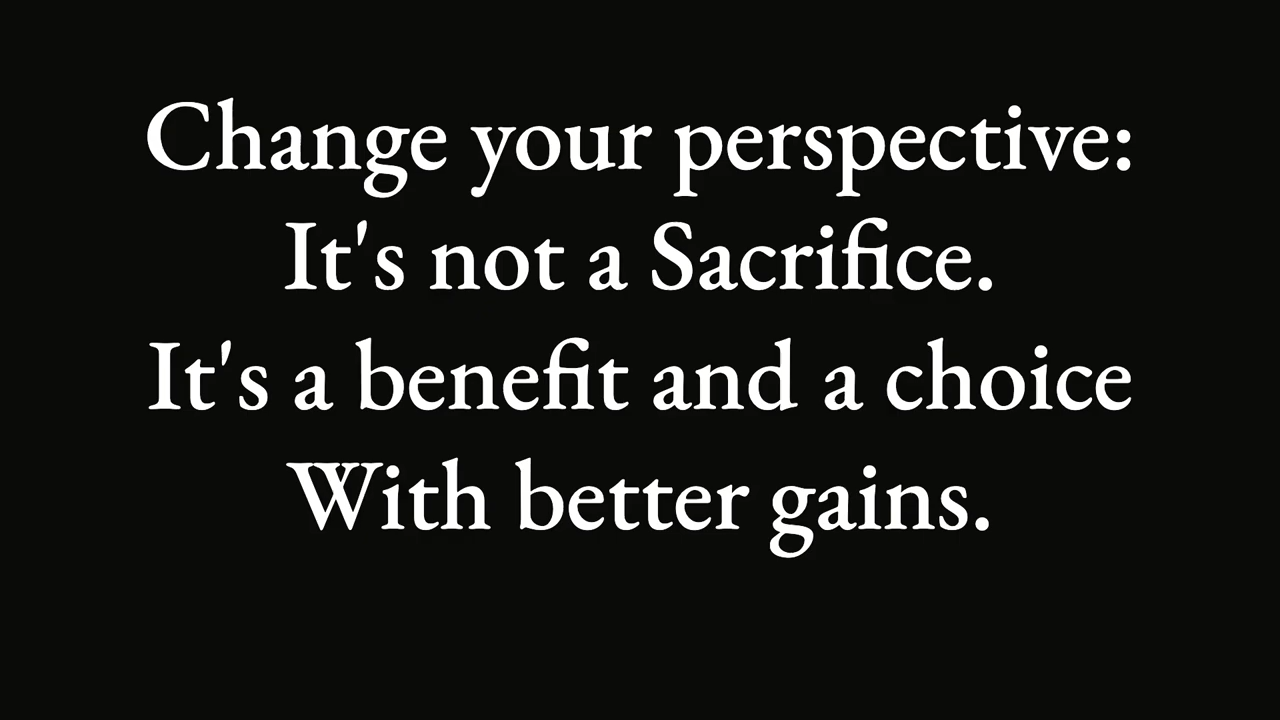 Change your perspective:
It's not a Sacrifice.
It's a benefit and a choice
With better gains.